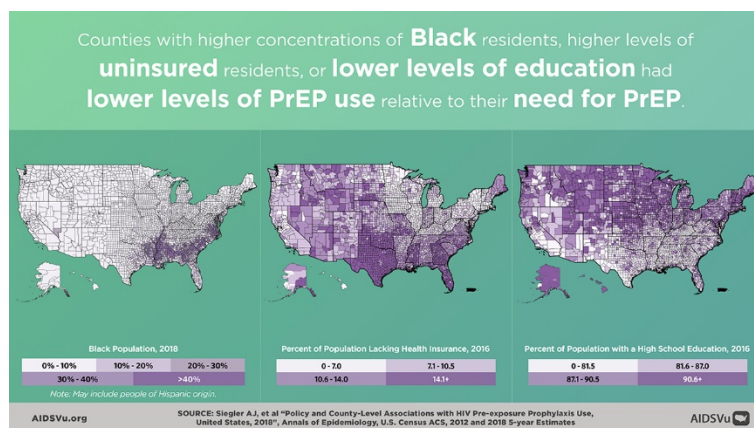 Counties with higher concentrations of Black residents, higher levels of
uninsured residents, or lower levels of education had
lower levels of PrEP use relative to their need for PrEP.
Black Population, 2018
0% - 10% 10% - 20% 20% - 30%
30% - 40% >40%
Note: May include people of Hispanic origin.
Percent of Population Lacking Health Insurance, 2016
0 - 7.0 7.1 - 10.5
10.6 - 14.0 14.1+
Percent of Population with a High School Education, 2016
0 - 81.5 81.6 - 87.0
87.1 - 90.5 90.6+
AIDSVu.org
SOURCE: Siegler AJ, et al "Policy and County-Level Associations with HIV Pre-exposure Prophylaxis Use,
United States, 2018", Annals of Epidemiology, U.S. Census ACS, 2012 and 2018 5-year Estimates
AIDSVu